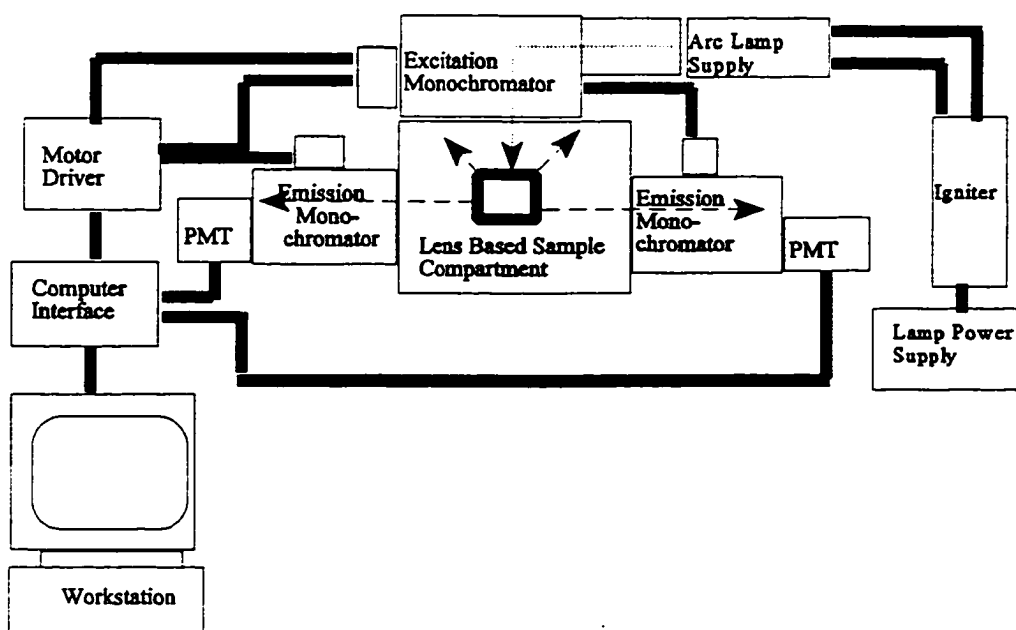 Excitation
Monochromator
Arc Lamp
Supply
Motor
Driver
Emission
Mono-
chromator
PMT
Lens Based Sample
Compartment
Emission
Mono-
chromator
PMT
Igniter
Computer
Interface
Lamp Power
Supply
Workstation